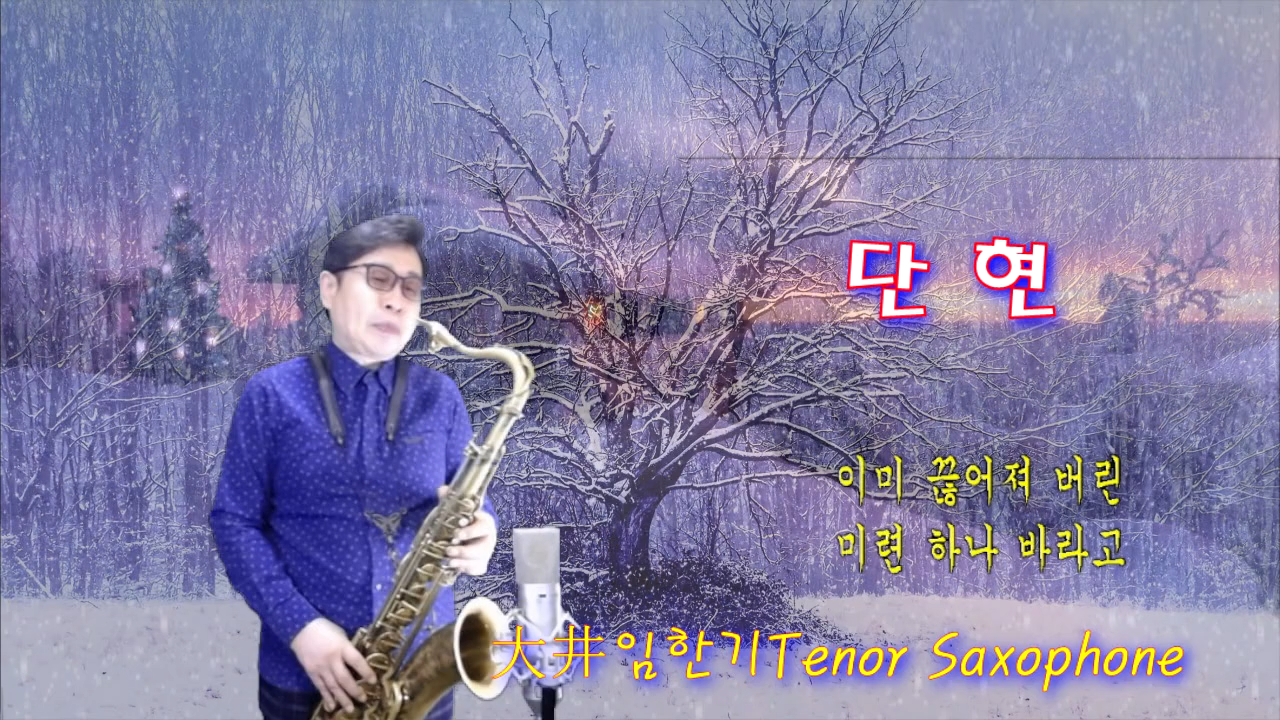 단 현
이미 끊어져 버린
미련 하나 바라고
大井임한기Tenor Saxophone